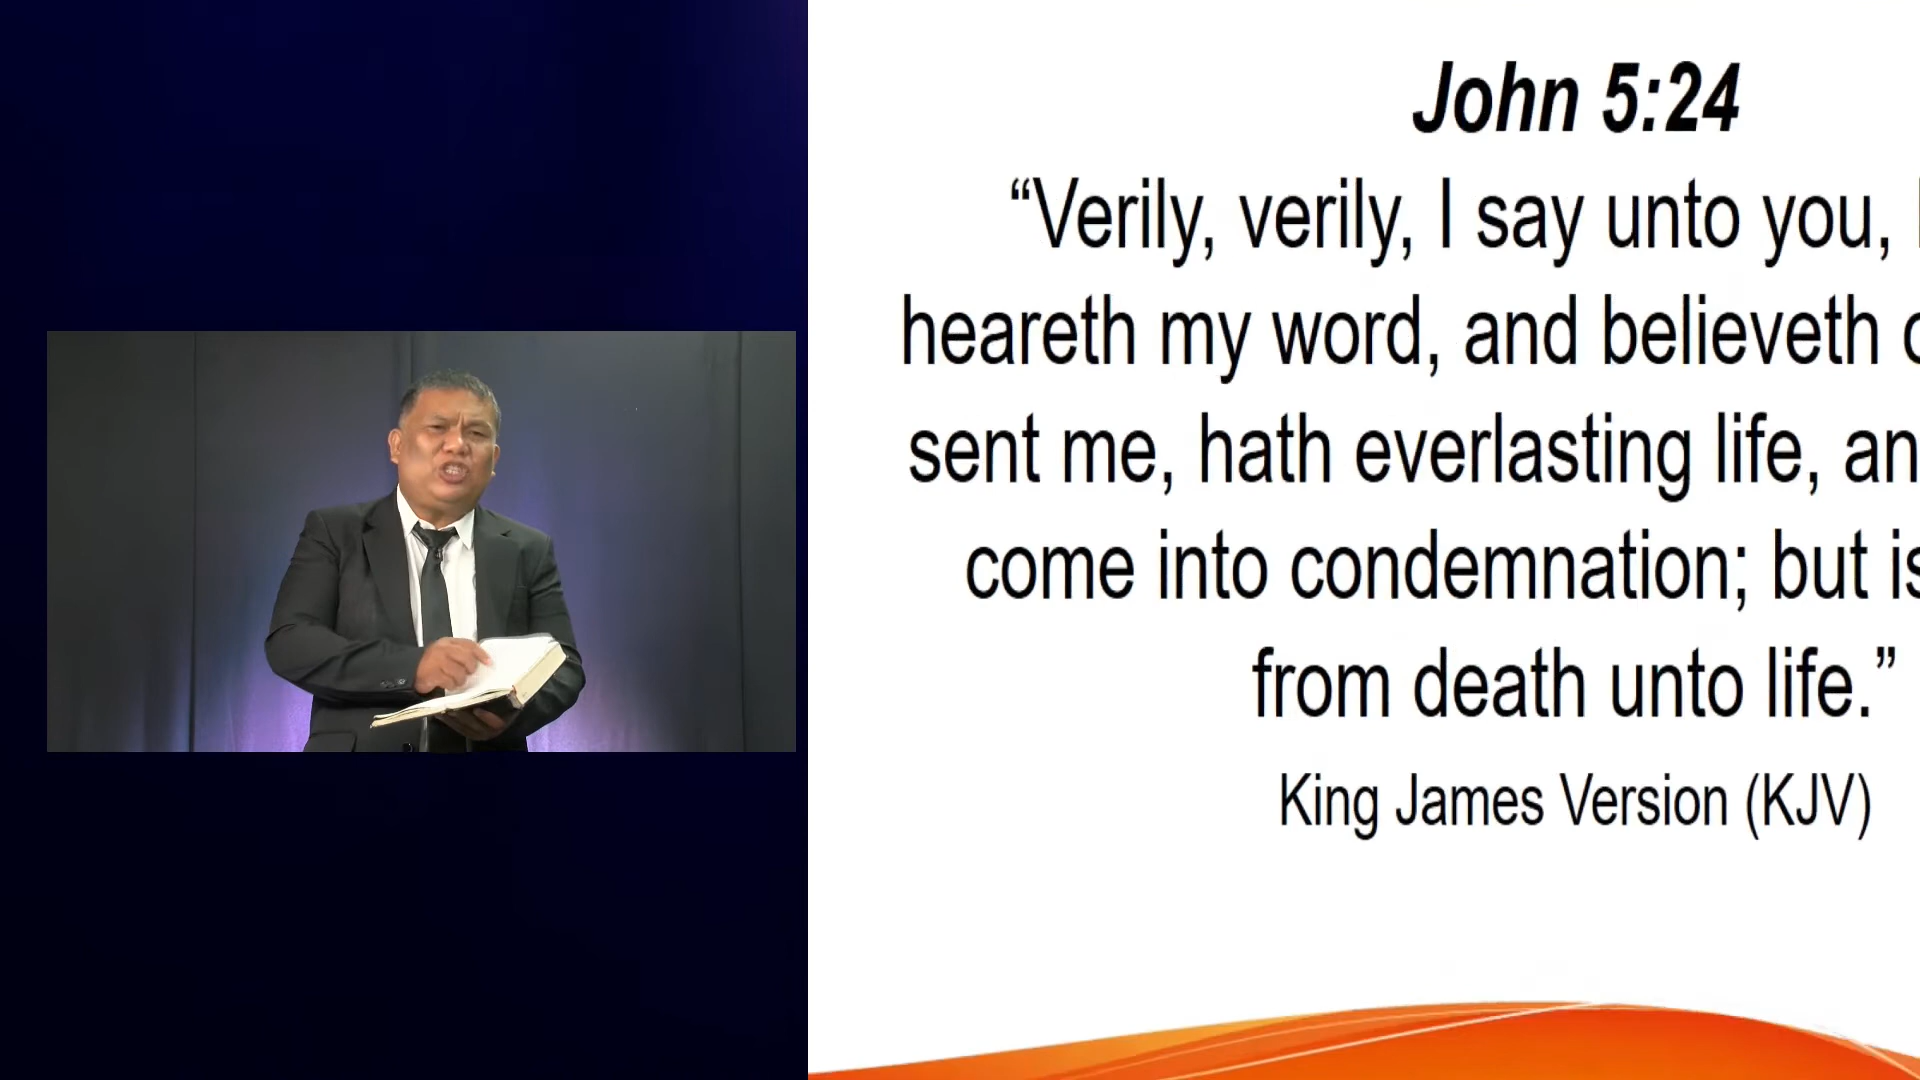 John 5:24
“Verily, verily, I say unto you,
heareth my word, and believeth
sent me, hath everlasting life,
come into condemnation; but
from death unto life.”
King James Version (KJV)